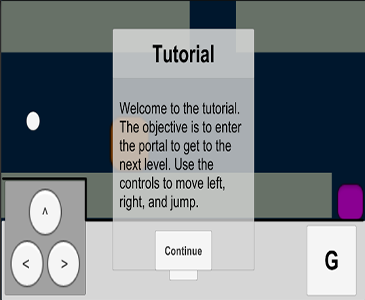 Tutorial
Welcome to the tutorial.
The objective is to enter
the portal to get to the
next level. Use the
controls to move left,
right, and jump.
Continue
^
< >
G